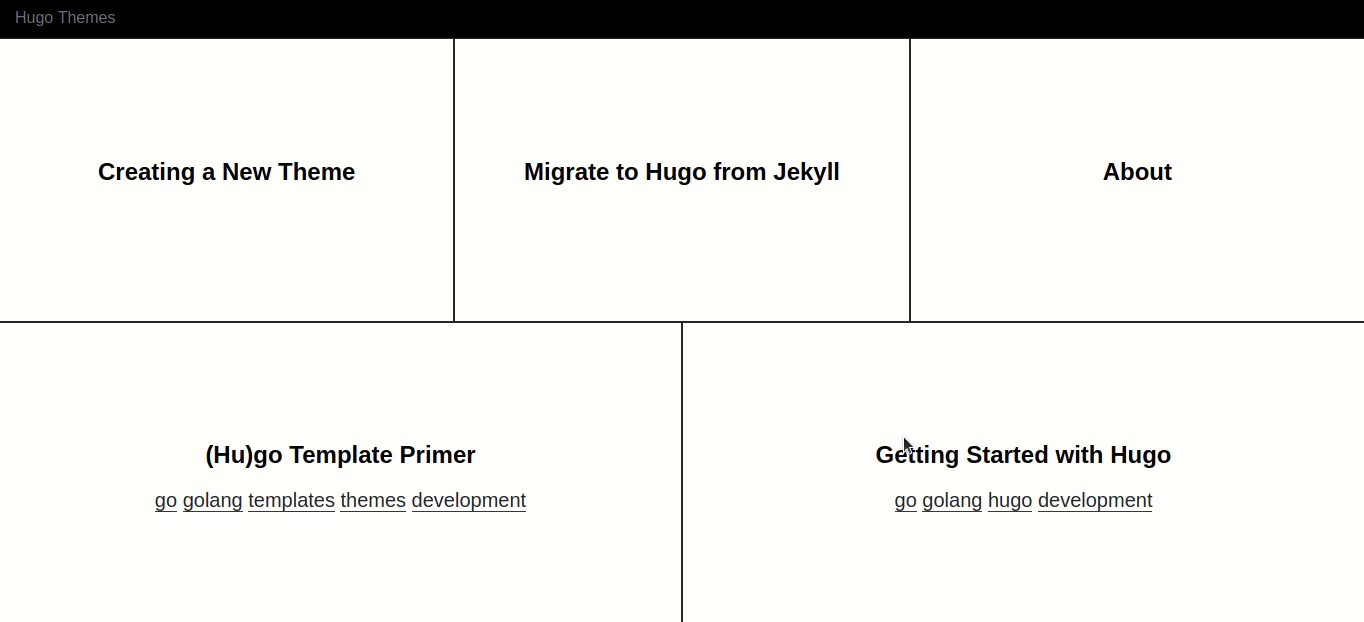 Hugo Themes
Creating a New Theme
Migrate to Hugo from Jekyll
About
(Hu)go Template Primer
go golang templates themes development
Getting Started with Hugo
go golang hugo development